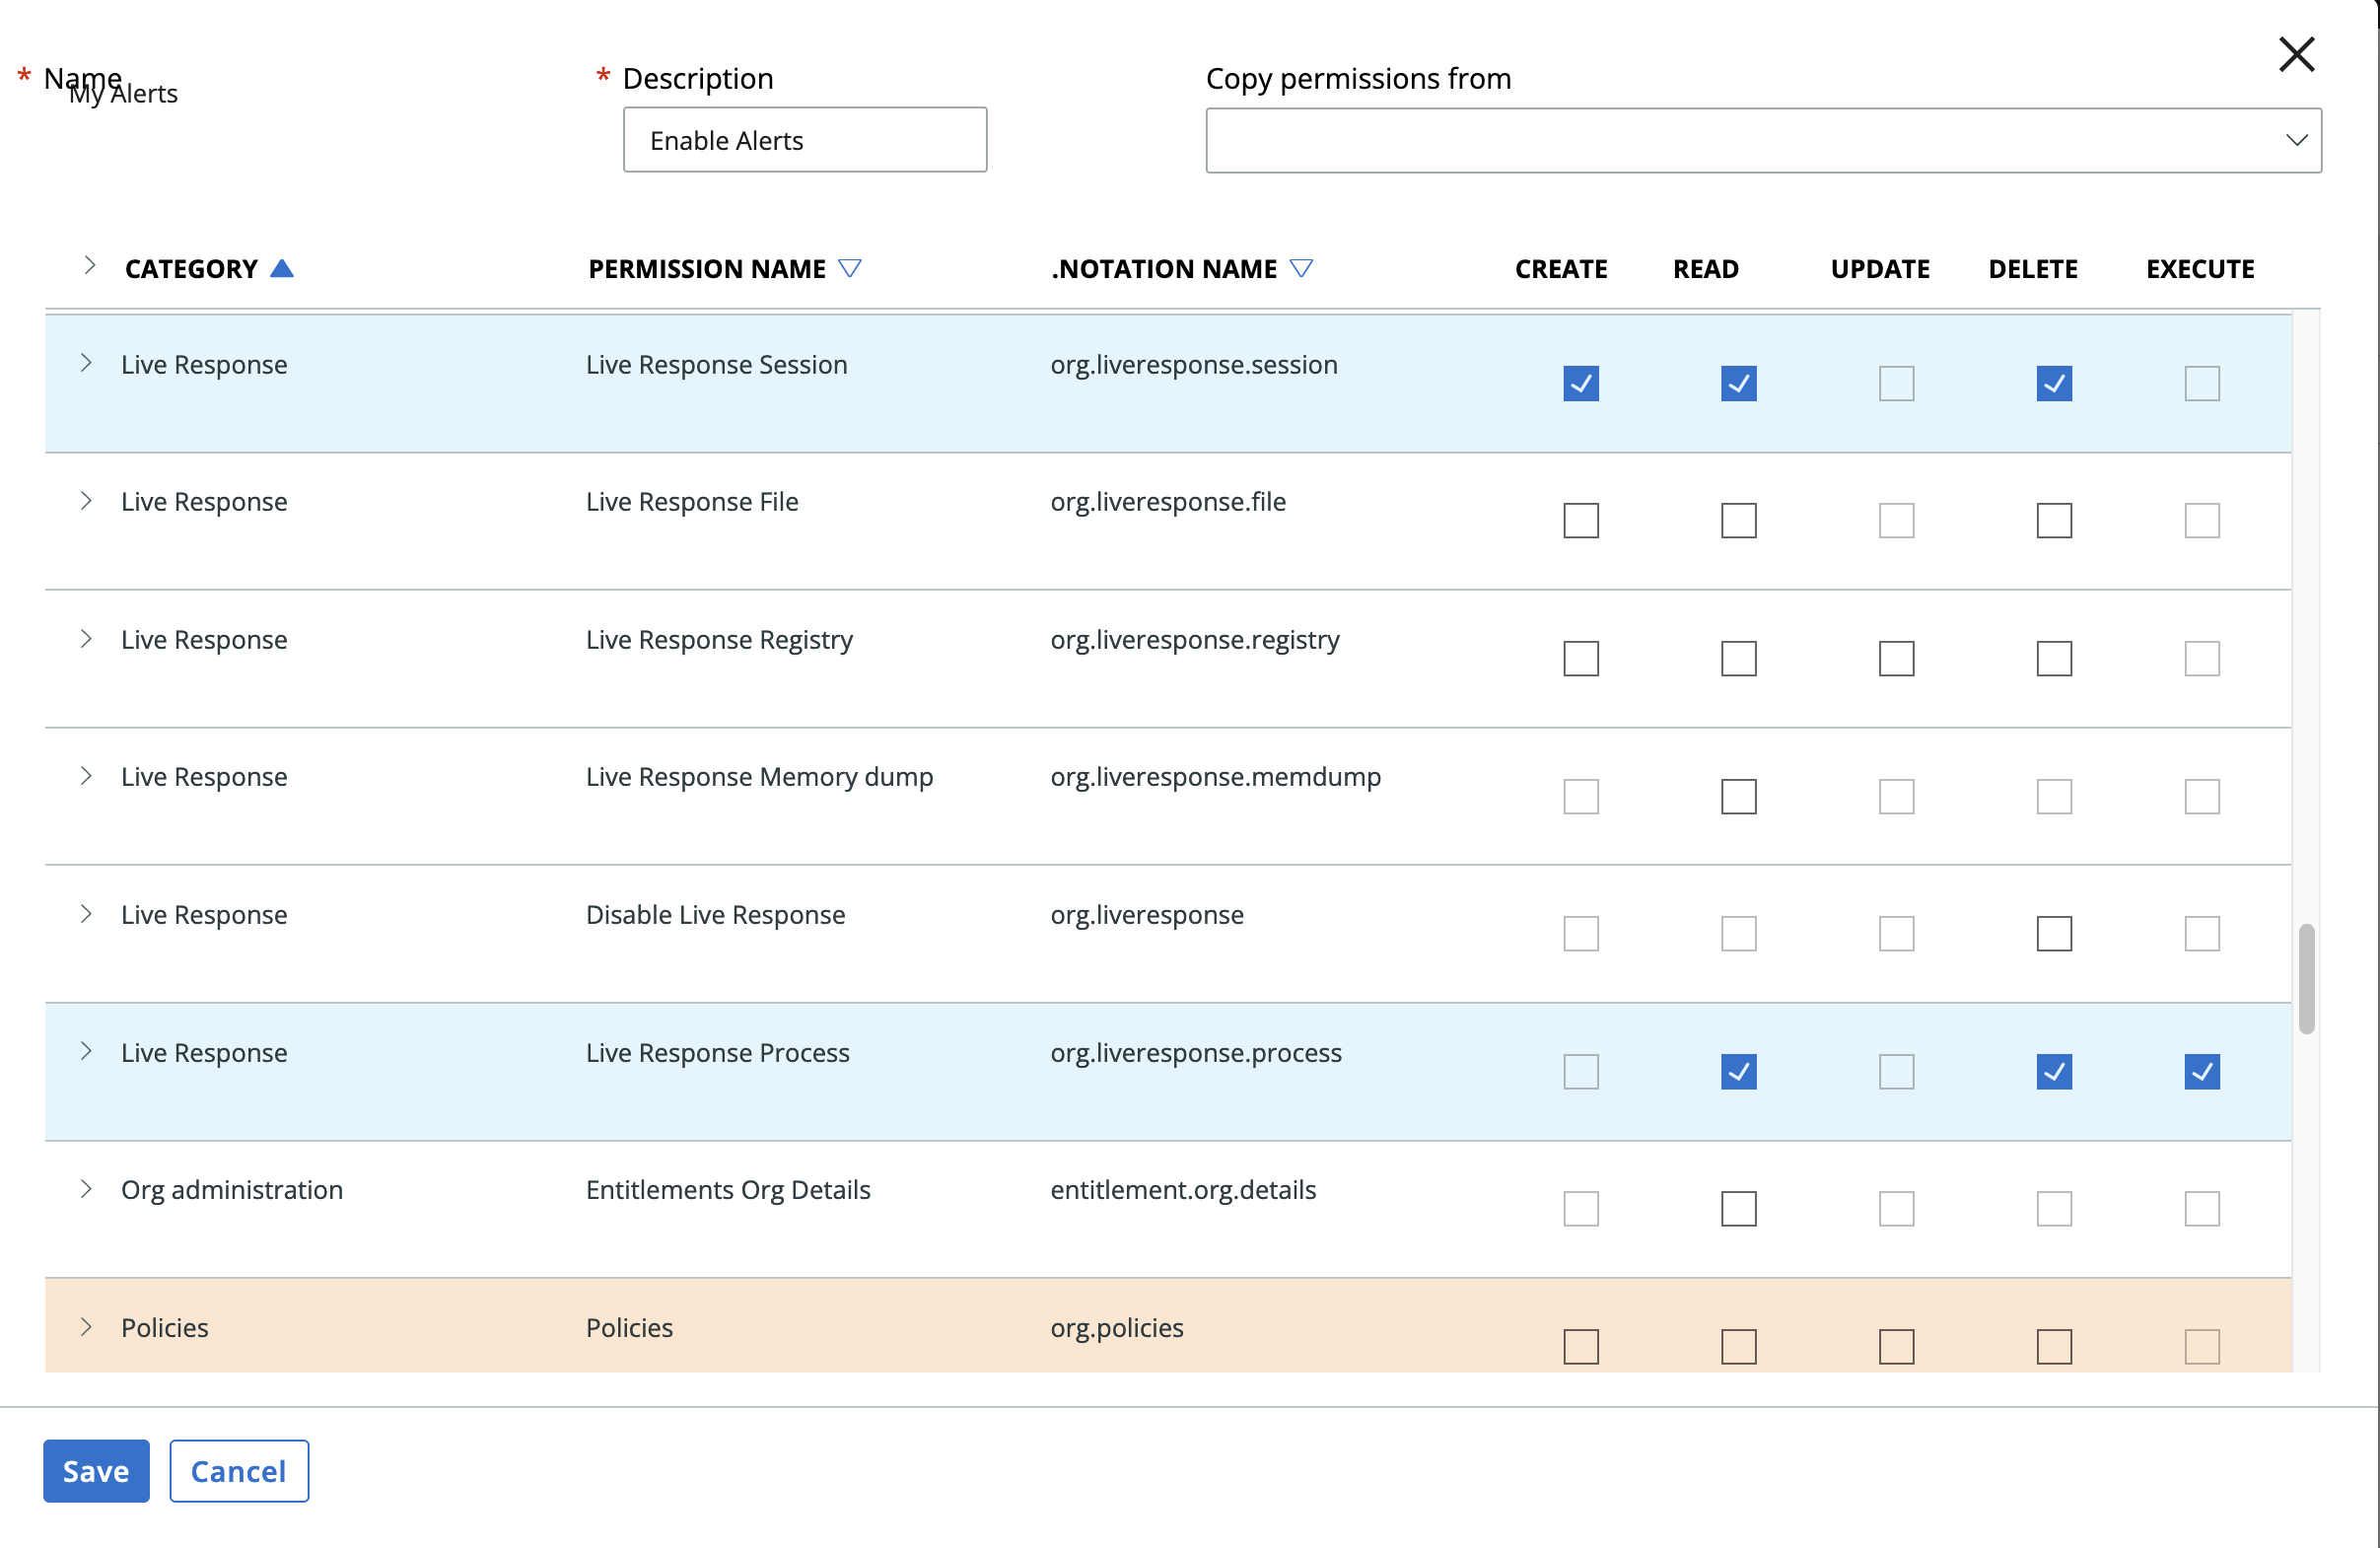 * Name
My Alerts
* Description
Enable Alerts
Copy permissions from
CATEGORY PERMISSION NAME .NOTATION NAME CREATE READ UPDATE DELETE EXECUTE
Live Response Live Response Session org.liveresponse.session
Live Response Live Response File org.liveresponse.file
Live Response Live Response Registry org.liveresponse.registry
Live Response Live Response Memory dump org.liveresponse.memdump
Live Response Disable Live Response org.liveresponse
Live Response Live Response Process org.liveresponse.process
Org administration Entitlements Org Details entitlement.org.details
Policies Policies org.policies
Save Cancel